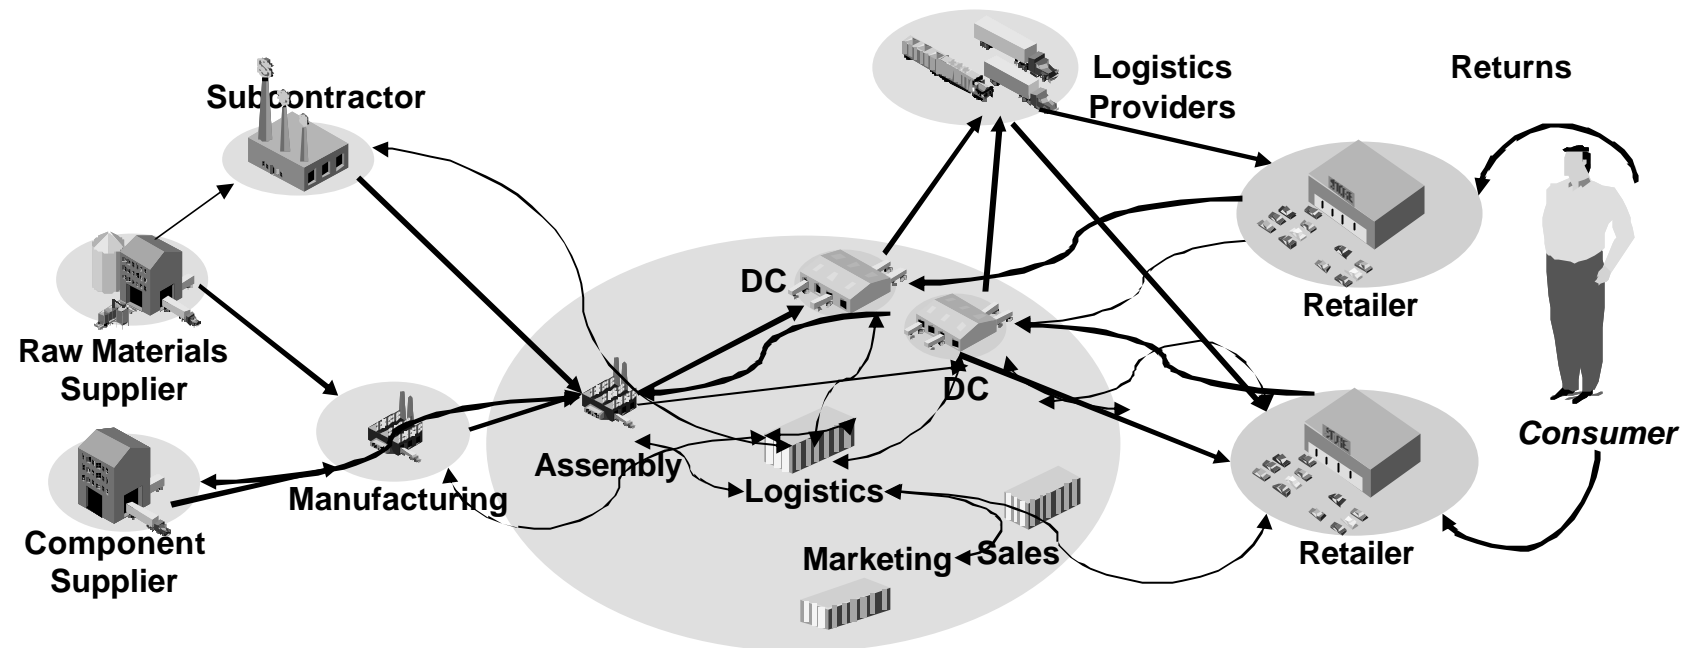 Logistics
Providers
Returns
Subcontractor
DC
Retailer
Raw Materials
Supplier
DC
Consumer
Assembly
Manufacturing
Logistics
Component
Supplier
Marketing
Sales
Retailer